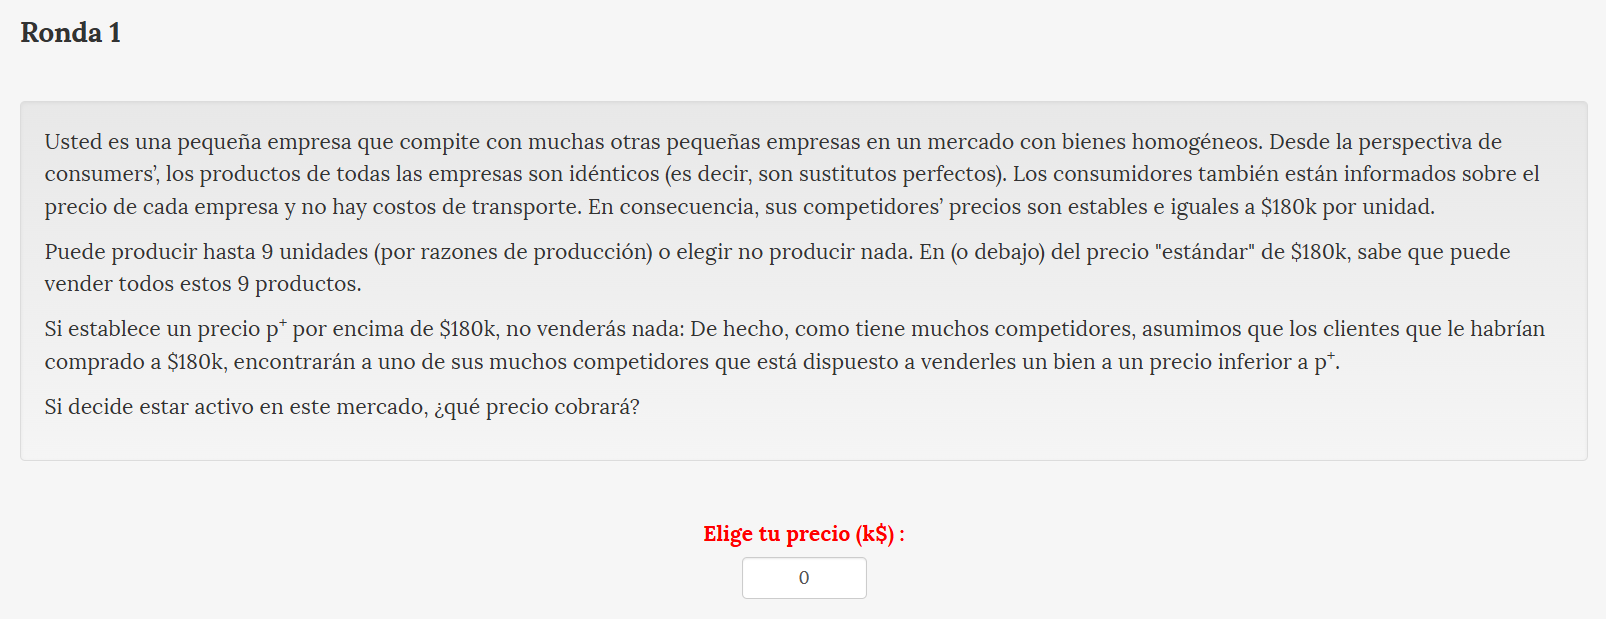 Ronda 1
Usted es una pequeña empresa que compite con muchas otras pequeñas empresas en un mercado con bienes homogéneos. Desde la perspectiva de
consumers’, los productos de todas las empresas son idénticos (es decir, son sustitutos perfectos). Los consumidores también están informados sobre el
precio de cada empresa y no hay costos de transporte. En consecuencia, sus competidores’ precios son estables e iguales a $180k por unidad.
Puede producir hasta 9 unidades (por razones de producción) o elegir no producir nada. En (o debajo) del precio "estándar" de $180k, sabe que puede
vender todos estos 9 productos.
Si establece un precio p⁺ por encima de $180k, no venderás nada: De hecho, como tiene muchos competidores, asumimos que los clientes que le habrían
comprado a $180k, encontrarán a uno de sus muchos competidores que está dispuesto a venderles un bien a un precio inferior a p⁺.
Si decide estar activo en este mercado, ¿qué precio cobrará?
Elige tu precio (k$) :
0